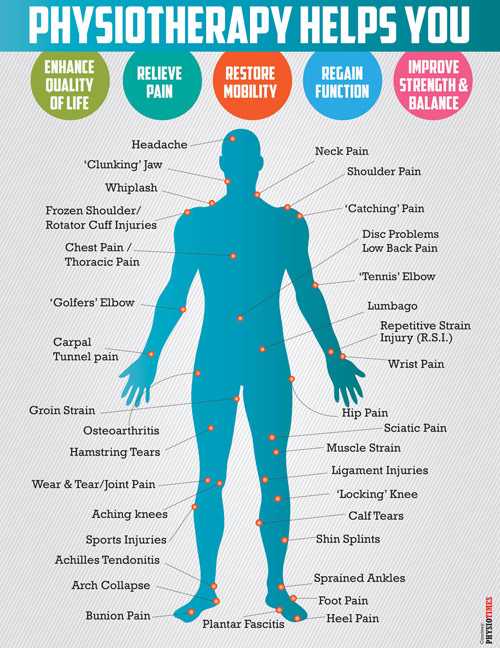 PHYSIOTHERAPY HELPS YOU
ENHANCE
QUALITY
OF LIFE
RELIEVE
PAIN
RESTORE
MOBILITY
REGAIN
FUNCTION
IMPROVE
STRENGTH &
BALANCE
Headache
'Clunking' Jaw
Whiplash
Frozen Shoulder/
Rotator Cuff Injuries
Chest Pain /
Thoracic Pain
'Golfers' Elbow
Carpal
Tunnel pain
Groin Strain
Osteoarthritis
Hamstring Tears
Wear & Tear/Joint Pain
Aching knees
Sports Injuries
Achilles Tendonitis
Arch Collapse
Bunion Pain
Plantar Fascitis
Neck Pain
Shoulder Pain
'Catching' Pain
Disc Problems
Low Back Pain
'Tennis' Elbow
Lumbago
Repetitive Strain
Injury (R.S.I.)
Wrist Pain
Hip Pain
Sciatic Pain
Muscle Strain
Ligament Injuries
'Locking' Knee
Calf Tears
Shin Splints
Sprained Ankles
Foot Pain
Heel Pain
PHYSIOTIMES